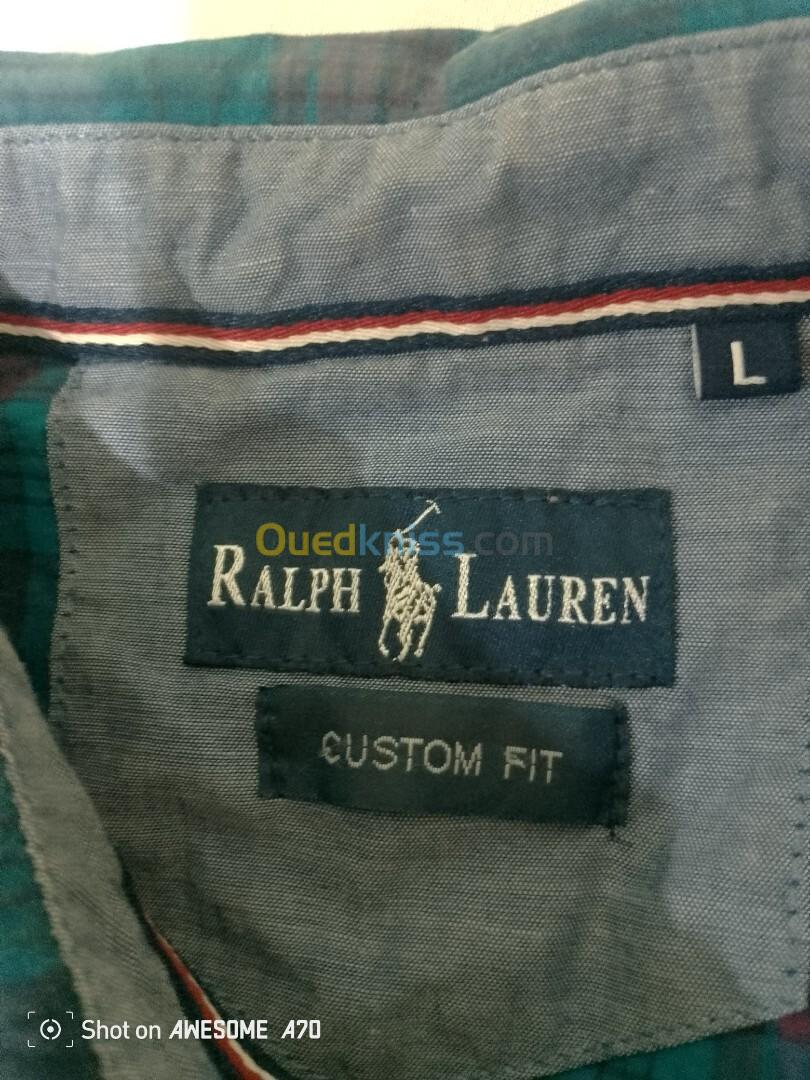 L
Ouedkniss.com
RALPH LAUREN
CUSTOM FIT
Shot on AWESOME A70